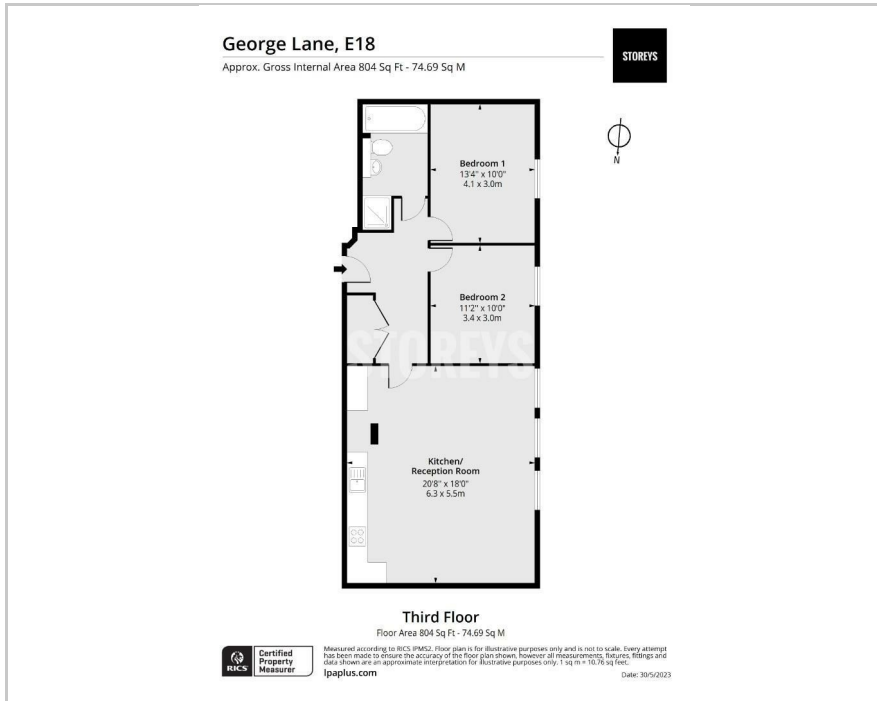 George Lane, E18
Approx. Gross Internal Area 804 Sq Ft - 74.69 Sq M
STOREYS
N
Bedroom 1
13'4" x 10'0"
4.1 x 3.0m
Bedroom 2
11'2" x 10'0"
3.4 x 3.0m
STOREYS
Kitchen/
Reception Room
20'8" x 18'0"
6.3 x 5.5m
Third Floor
Floor Area 804 Sq Ft - 74.69 Sq M
RICS
Certified
Property
Measurer
Measured according to RICS IPMS2. Floor plan is for illustrative purposes only and is not to scale. Every attempt
has been made to ensure the accuracy of the floor plan shown, however all measurements, fixtures, fittings and
data shown are an approximate interpretation for illustrative purposes only. 1 sq m = 10.76 sq feet.
lpaplus.com
Date: 30/5/2023